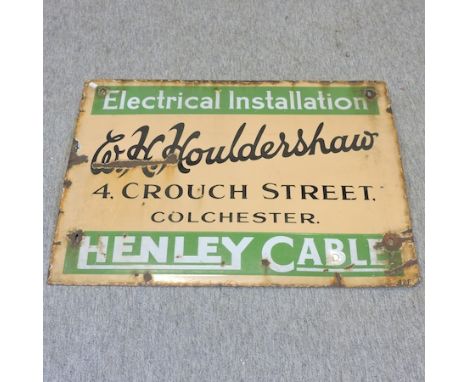 Electrical Installation
E.H. Houldershaw
4, CROUCH STREET,
COLCHESTER.
HENLEY CABLE